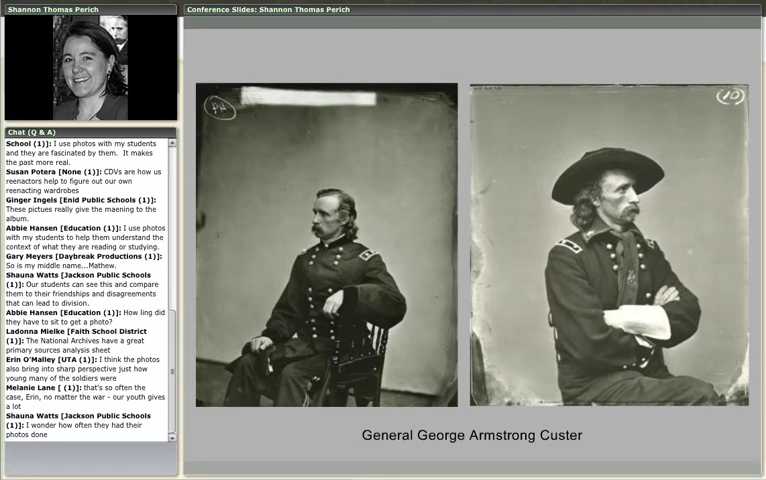 Shannon Thomas Perich
Chat (Q & A)
School (1)]: I use photos with my students
and they are fascinated by them. It makes
the past more real.
Susan Potera [None (1)]: CDVs are how us
reenactors help to figure out our own
reenacting wardrobes
Ginger Ingels [Enid Public Schools (1)]:
These pictues really give the maening to the
album.
Abbie Hansen [Education (1)]: I use photos
with my students to help them understand the
context of what they are reading or studying.
Gary Meyers [Daybreak Productions (1)]:
So is my middle name...Mathew.
Shauna Watts [Jackson Public Schools
(1)]: Our students can see this and compare
them to their friendships and disagreements
that can lead to division.
Abbie Hansen [Education (1)]: How ling did
they have to sit to get a photo?
Ladonna Mielke [Faith School District
(1)]: The National Archives have a great
primary sources analysis sheet
Erin O'Malley [UTA (1)]: I think the photos
also bring into sharp perspective just how
young many of the soldiers were
Melanie Lane [ (1)]: that's so often the
case, Erin, no matter the war - our youth gives
a lot
Shauna Watts [Jackson Public Schools
(1)]: I wonder how often they had their
photos done
Conference Slides: Shannon Thomas Perich
(10)
General George Armstrong Custer